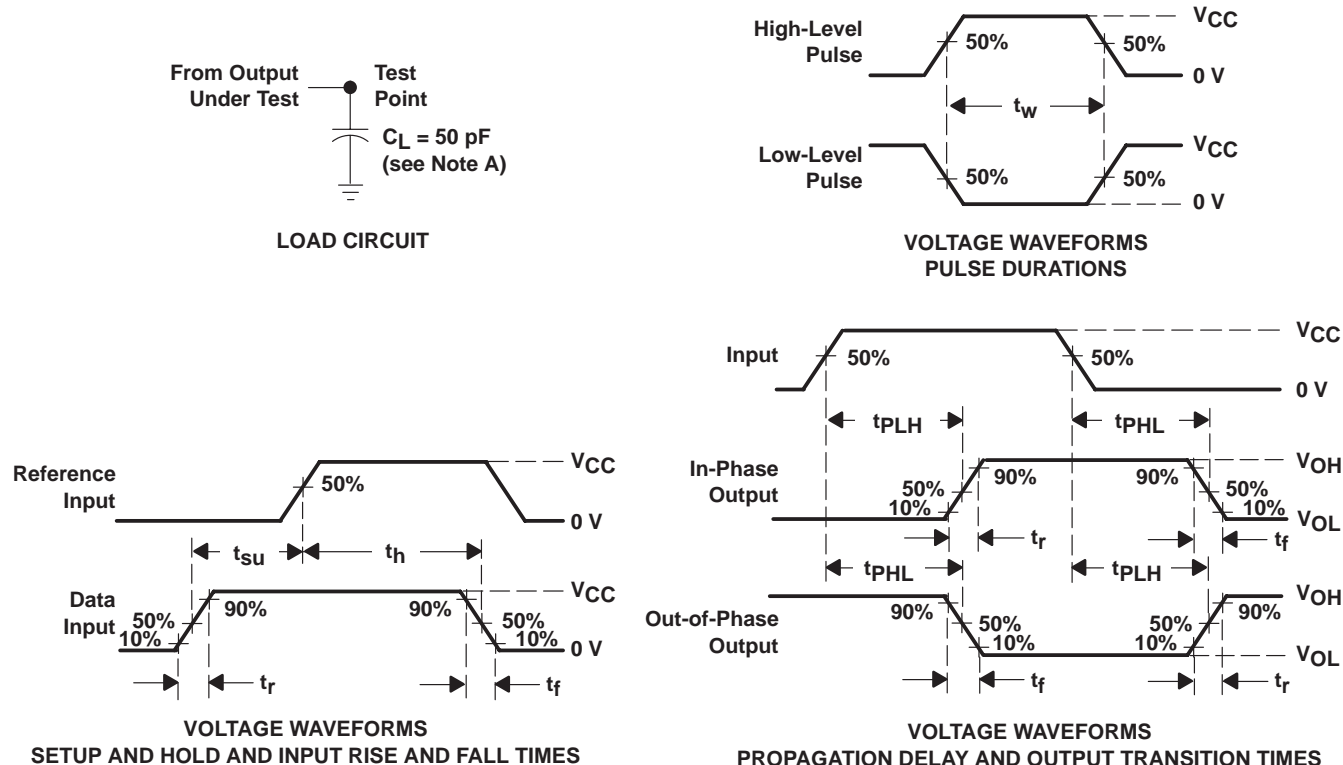 From Output
Under Test
Test
Point
CL = 50 pF
(see Note A)
LOAD CIRCUIT
High-Level
Pulse
50%
50%
VCC
0 V
tw
Low-Level
Pulse
50%
50%
VCC
0 V
VOLTAGE WAVEFORMS
PULSE DURATIONS
Reference
Input
50%
VCC
0 V
tsu
th
Data
Input
50%
10%
90%
90%
50%
10%
VCC
0 V
tr
tf
VOLTAGE WAVEFORMS
SETUP AND HOLD AND INPUT RISE AND FALL TIMES
Input
50%
50%
VCC
0 V
tPLH
tPHL
In-Phase
Output
50%
10%
90%
90%
50%
10%
VOH
VOL
tr
tf
tPHL
tPLH
Out-of-Phase
Output
90%
50%
10%
50%
10%
90%
VOH
VOL
tf
tr
VOLTAGE WAVEFORMS
PROPAGATION DELAY AND OUTPUT TRANSITION TIMES